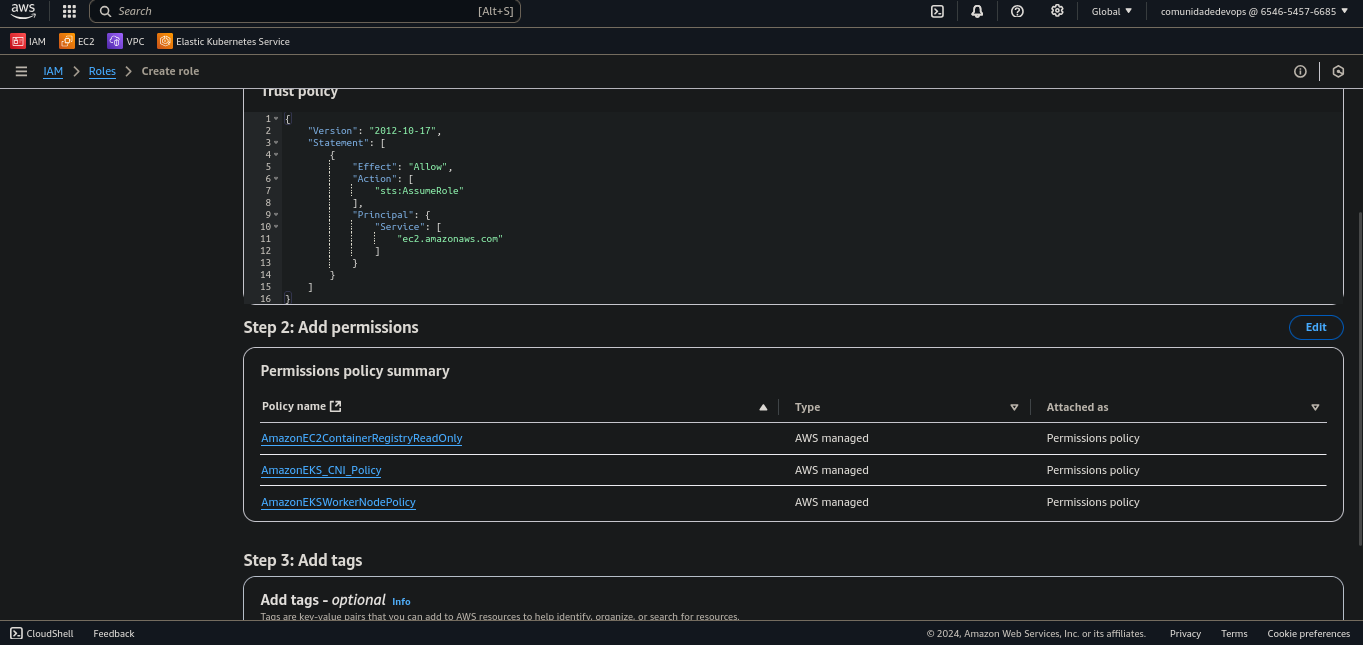 aws Search [Alt+S] Global comunidadedevops @ 6546-5457-6685
IAM EC2 VPC Elastic Kubernetes Service
IAM Roles Create role
Trust policy
1 {
2 "Version": "2012-10-17",
3 "Statement": [
4 {
5 "Effect": "Allow",
6 "Action": [
7 "sts:AssumeRole"
8 ],
9 "Principal": {
10 "Service": [
11 "ec2.amazonaws.com"
12 ]
13 }
14 }
15 ]
16 }
Step 2: Add permissions Edit
Permissions policy summary
Policy name Type Attached as
AmazonEC2ContainerRegistryReadOnly AWS managed Permissions policy
AmazonEKS_CNI_Policy AWS managed Permissions policy
AmazonEKSWorkerNodePolicy AWS managed Permissions policy
Step 3: Add tags
Add tags - optional Info
Tags are key-value pairs that you can add to AWS resources to help identify, organize, or search for resources.
CloudShell Feedback © 2024, Amazon Web Services, Inc. or its affiliates. Privacy Terms Cookie preferences